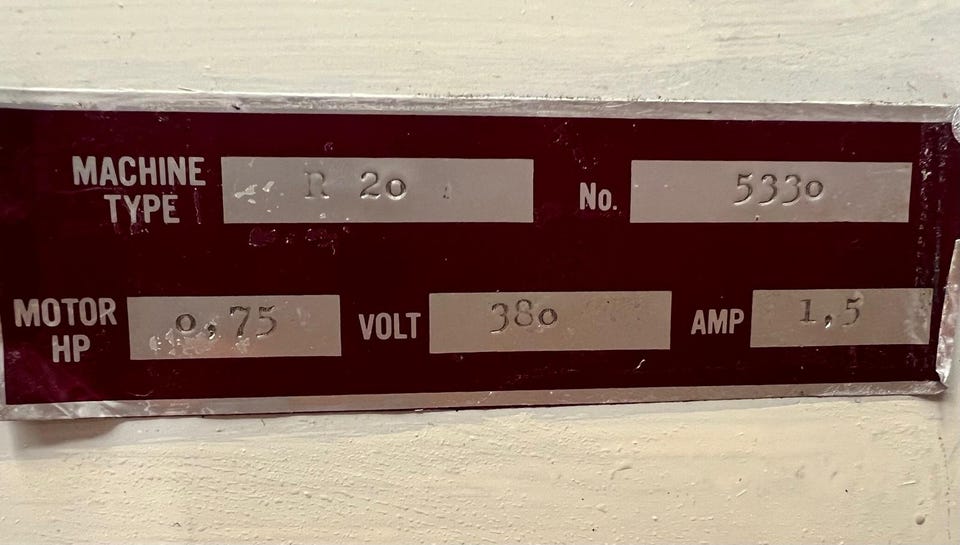 MACHINE TYPE R 20 No. 5330
MOTOR HP 0,75 VOLT 380 AMP 1,5